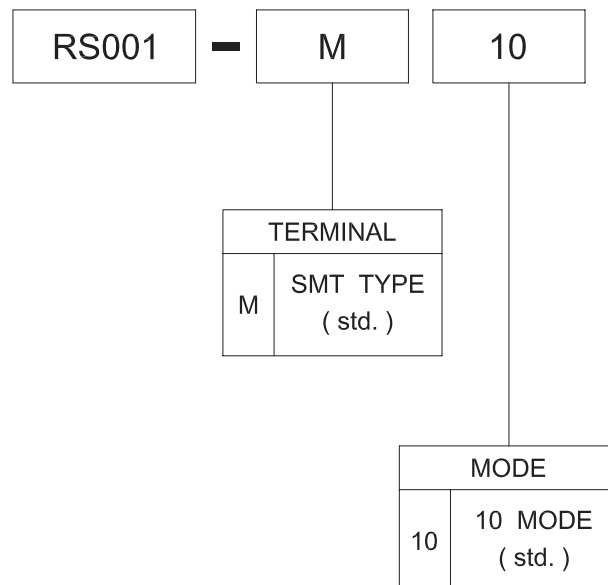 RS001 - M 10
TERMINAL
M SMT TYPE
( std. )
MODE
10 10 MODE
( std. )